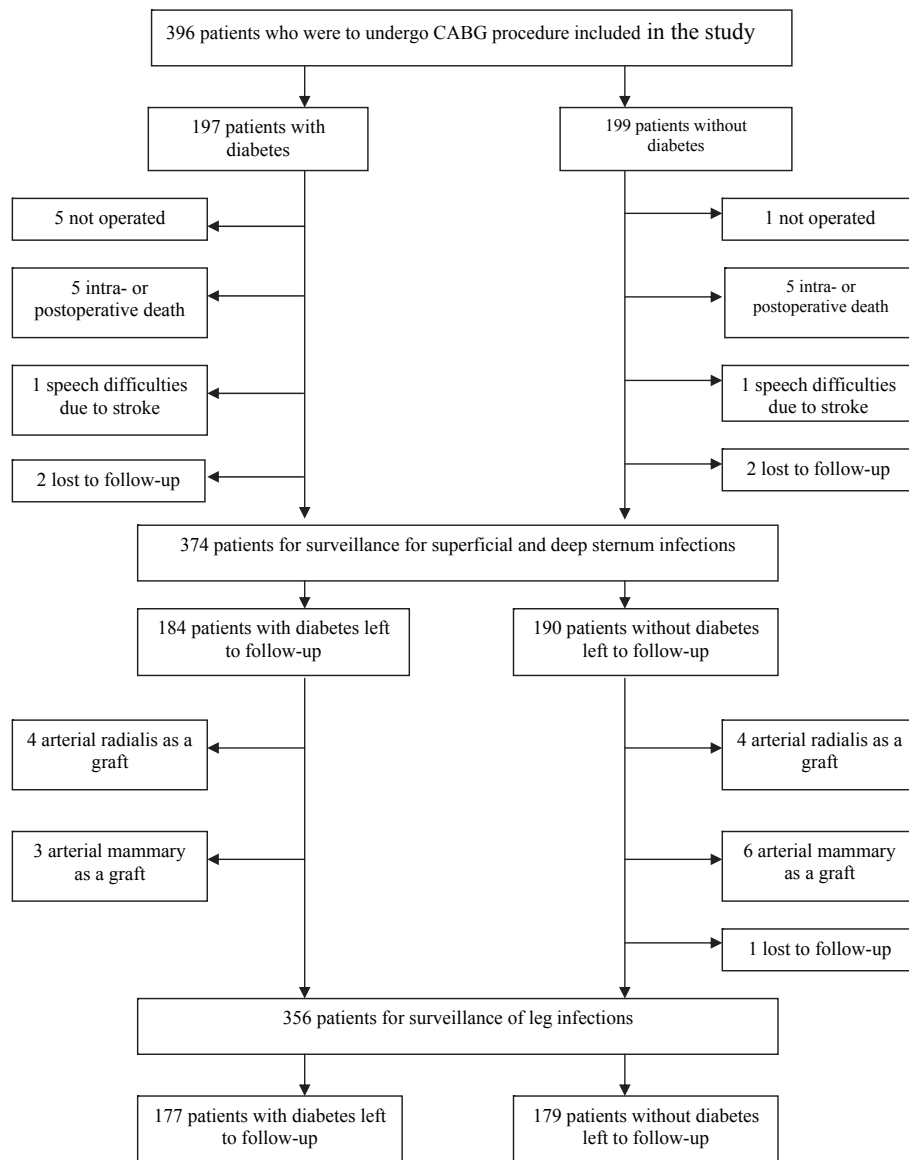 396 patients who were to undergo CABG procedure included in the study
197 patients with
diabetes
199 patients without
diabetes
5 not operated
1 not operated
5 intra- or
postoperative death
5 intra- or
postoperative death
1 speech difficulties
due to stroke
1 speech difficulties
due to stroke
2 lost to follow-up
2 lost to follow-up
374 patients for surveillance for superficial and deep sternum infections
184 patients with diabetes left
to follow-up
190 patients without diabetes
left to follow-up
4 arterial radialis as a
graft
4 arterial radialis as a
graft
3 arterial mammary
as a graft
6 arterial mammary
as a graft
1 lost to follow-up
356 patients for surveillance of leg infections
177 patients with diabetes left
to follow-up
179 patients without diabetes
left to follow-up